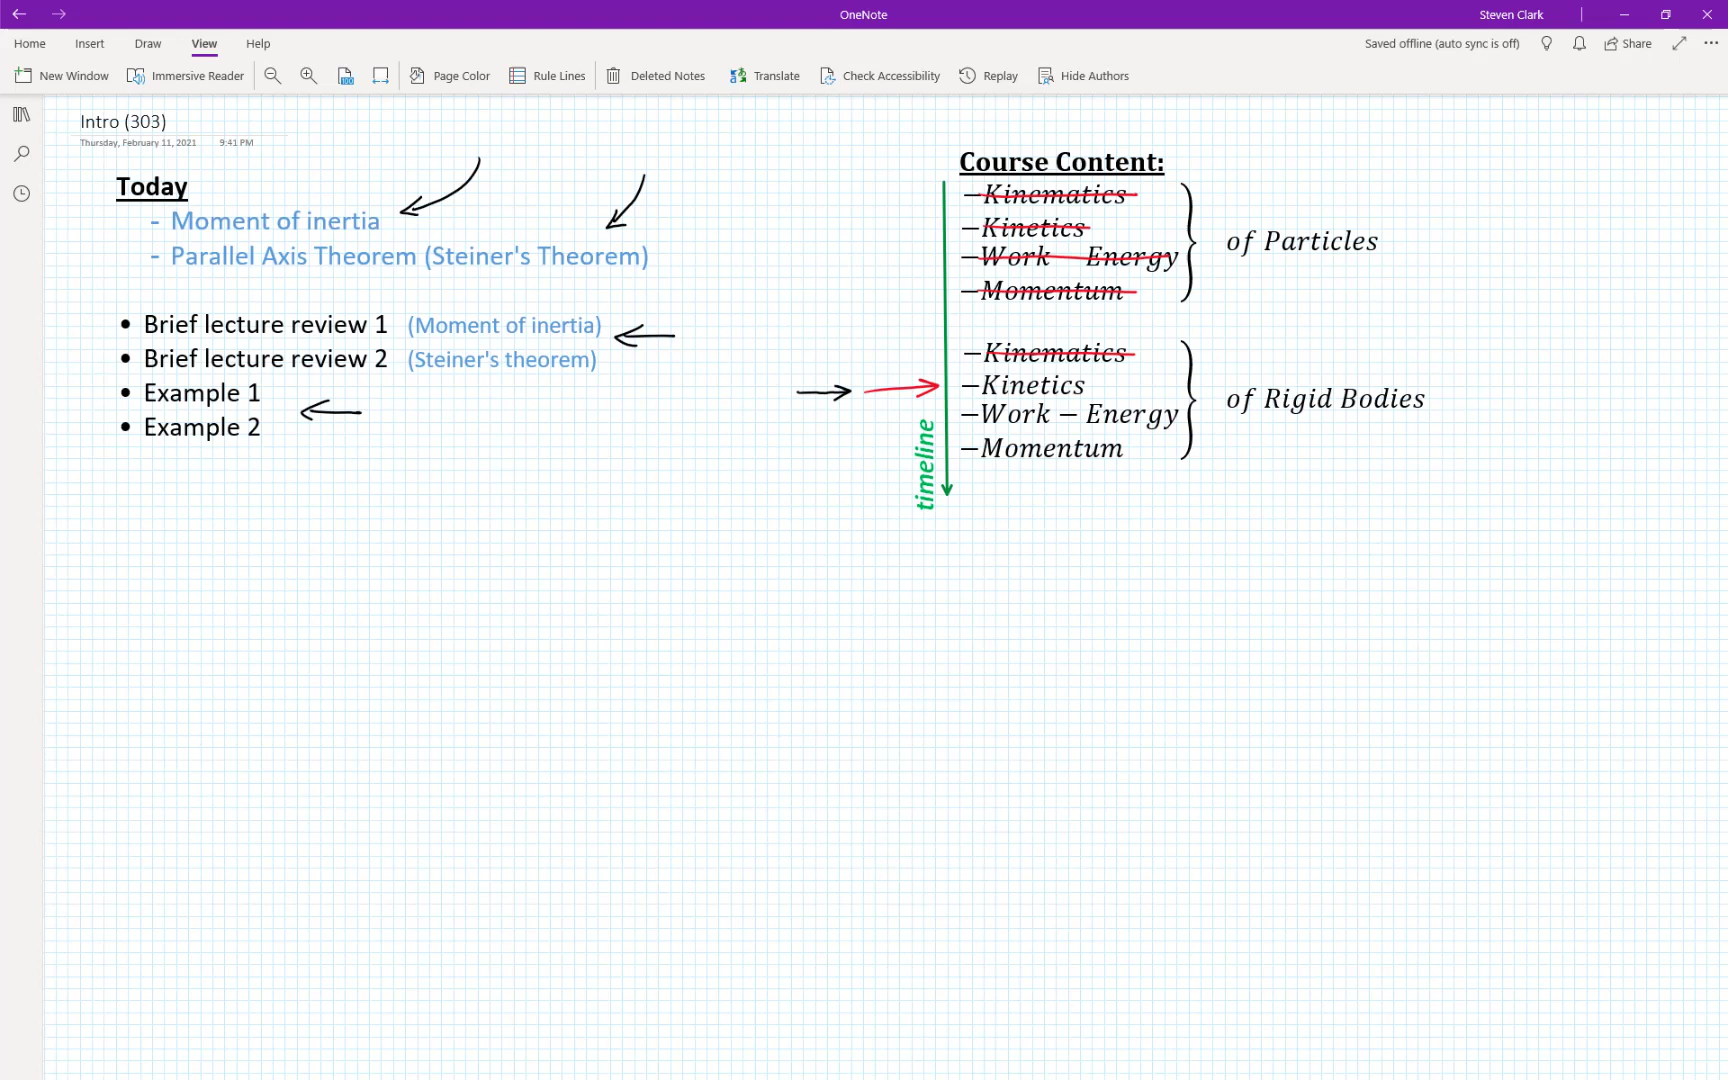 OneNote
Steven Clark
Home Insert Draw View Help
Saved offline (auto sync is off) Share
New Window Immersive Reader 100 Page Color Rule Lines Deleted Notes Translate Check Accessibility Replay Hide Authors
Intro (303)
Thursday, February 11, 2021 9:41 PM
Today
- Moment of inertia
- Parallel Axis Theorem (Steiner's Theorem)
• Brief lecture review 1 (Moment of inertia)
• Brief lecture review 2 (Steiner's theorem)
• Example 1
• Example 2
Course Content:
−Kinematics
−Kinetics
−Work − Energy
−Momentum
of Particles
−Kinematics
−Kinetics
−Work − Energy
−Momentum
of Rigid Bodies
timeline